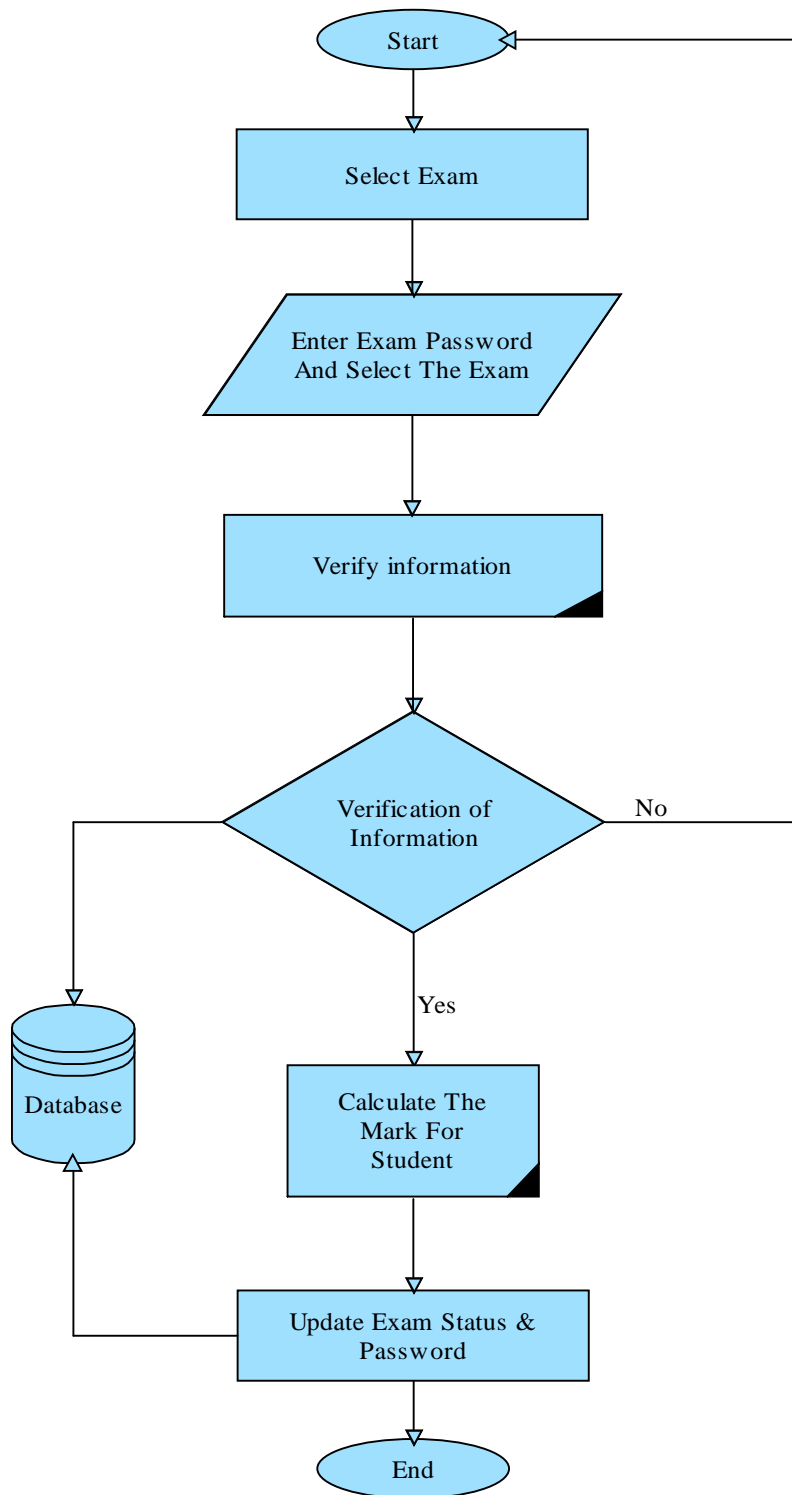 Start
Select Exam
Enter Exam Password
And Select The Exam
Verify information
Verification of
Information
No
Yes
Database
Calculate The
Mark For
Student
Update Exam Status &
Password
End